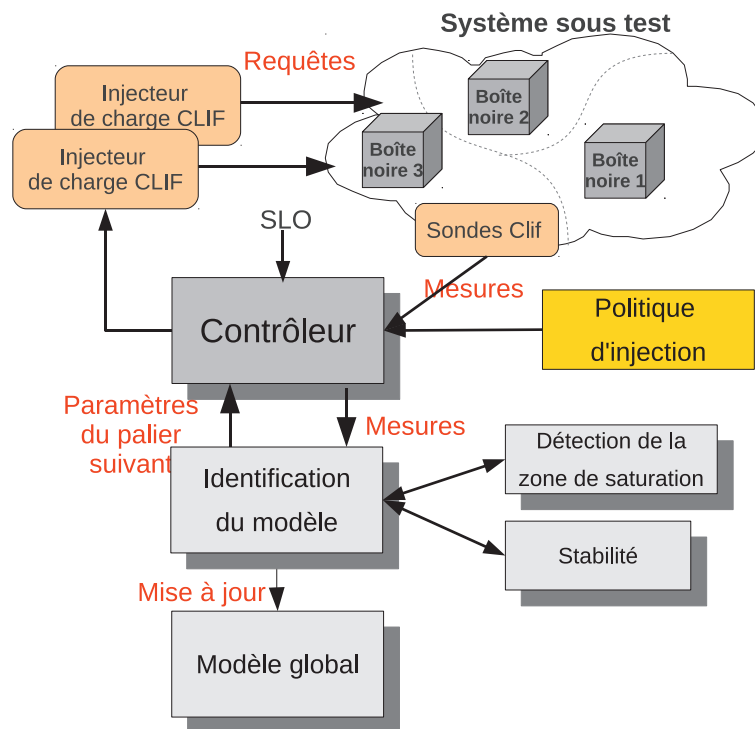 Système sous test
Requêtes
Injecteur
de charge CLIF
Injecteur
de charge CLIF
Boîte
noire 2
Boîte
noire 3
Boîte
noire 1
SLO
Sondes Clif
Mesures
Contrôleur
Politique
d'injection
Paramètres
du palier
suivant
Mesures
Identification
du modèle
Détection de la
zone de saturation
Stabilité
Mise à jour
Modèle global